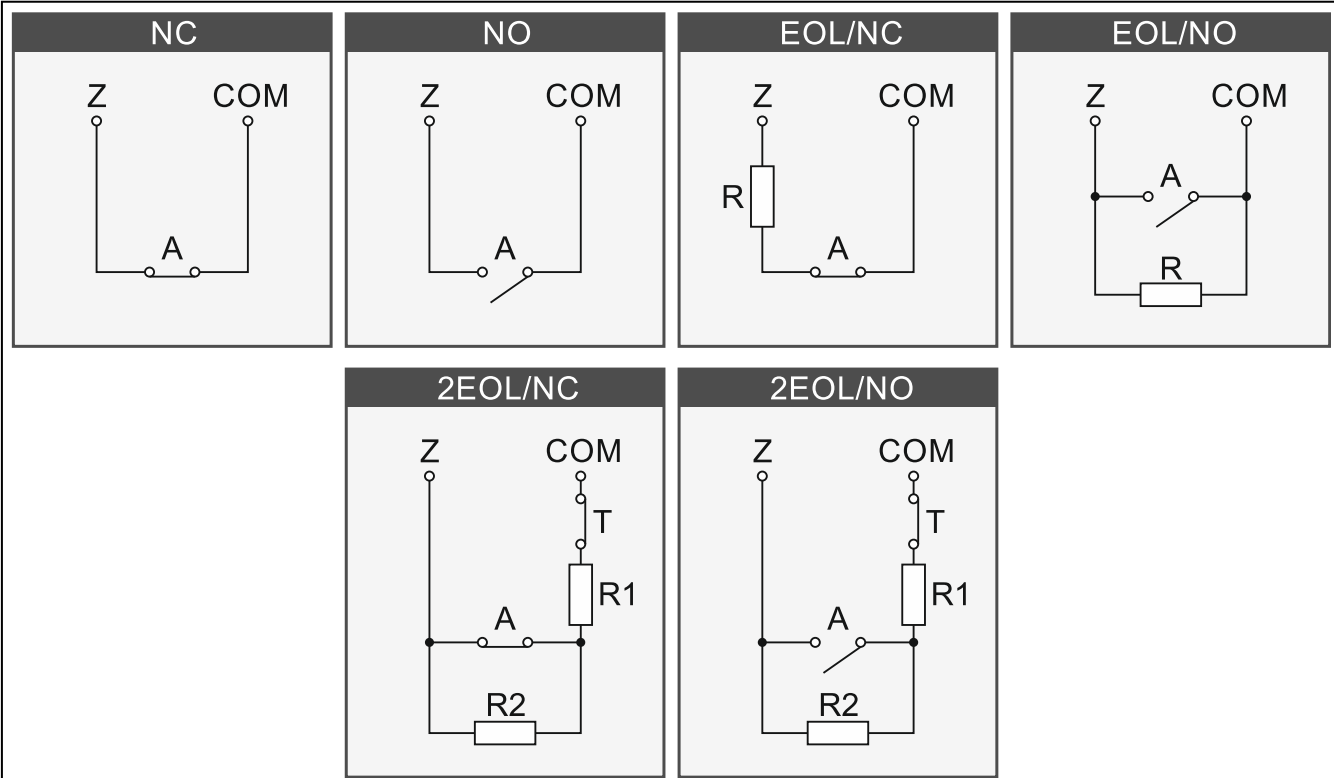 NC
NO
EOL/NC
EOL/NO
Z COM
Z COM
Z COM
Z COM
A
A
R
A
A
R
2EOL/NC
2EOL/NO
Z COM
Z COM
T
T
R1
R1
A
A
R2
R2